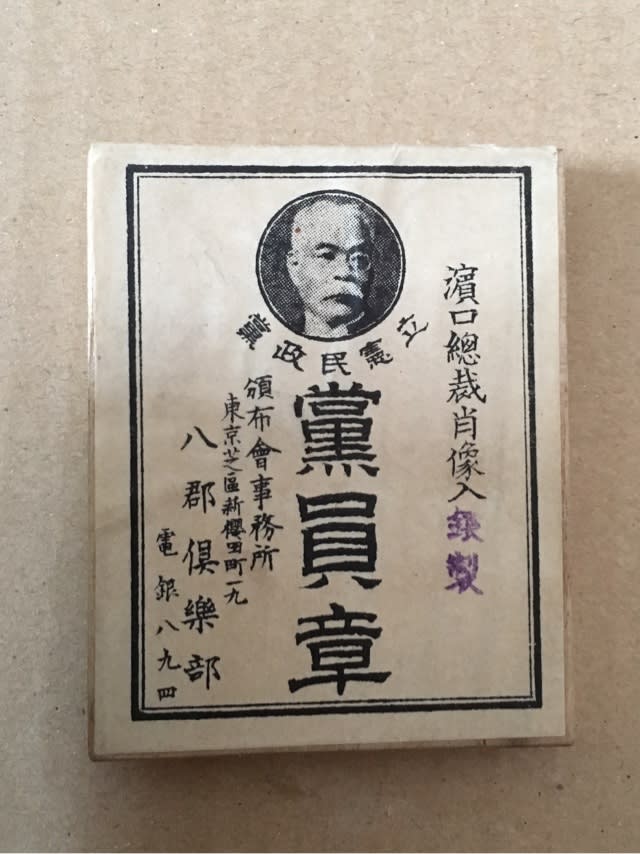 濱口總裁肖像入銀製
立憲民政黨
黨員章
頒布會事務所
東京芝區新櫻田町一九
八郡倶樂部
電銀八九四